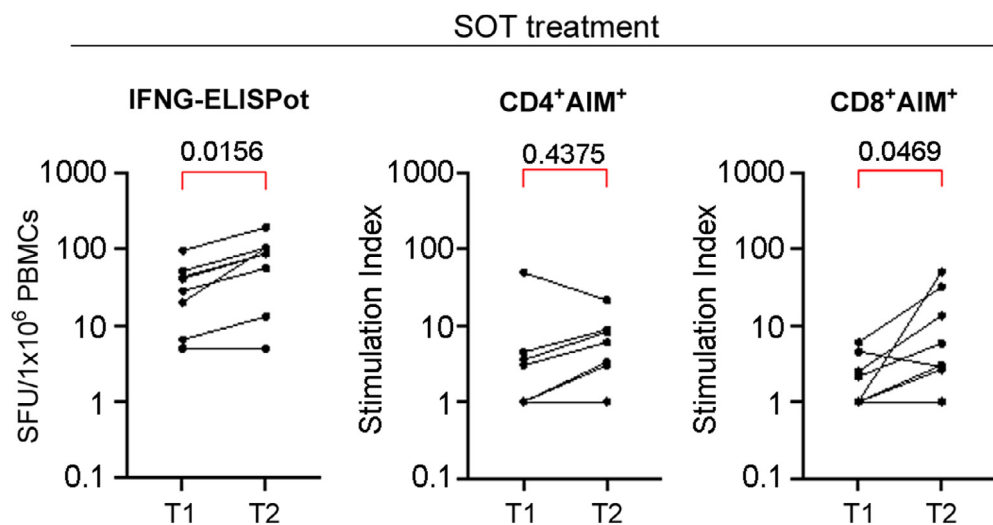 SOT treatment
IFNG-ELISPot
0.0156
SFU/1x10⁶ PBMCs
1000
100
10
1
0.1
T1 T2
CD4⁺AIM⁺
0.4375
Stimulation Index
1000
100
10
1
0.1
T1 T2
CD8⁺AIM⁺
0.0469
Stimulation Index
1000
100
10
1
0.1
T1 T2